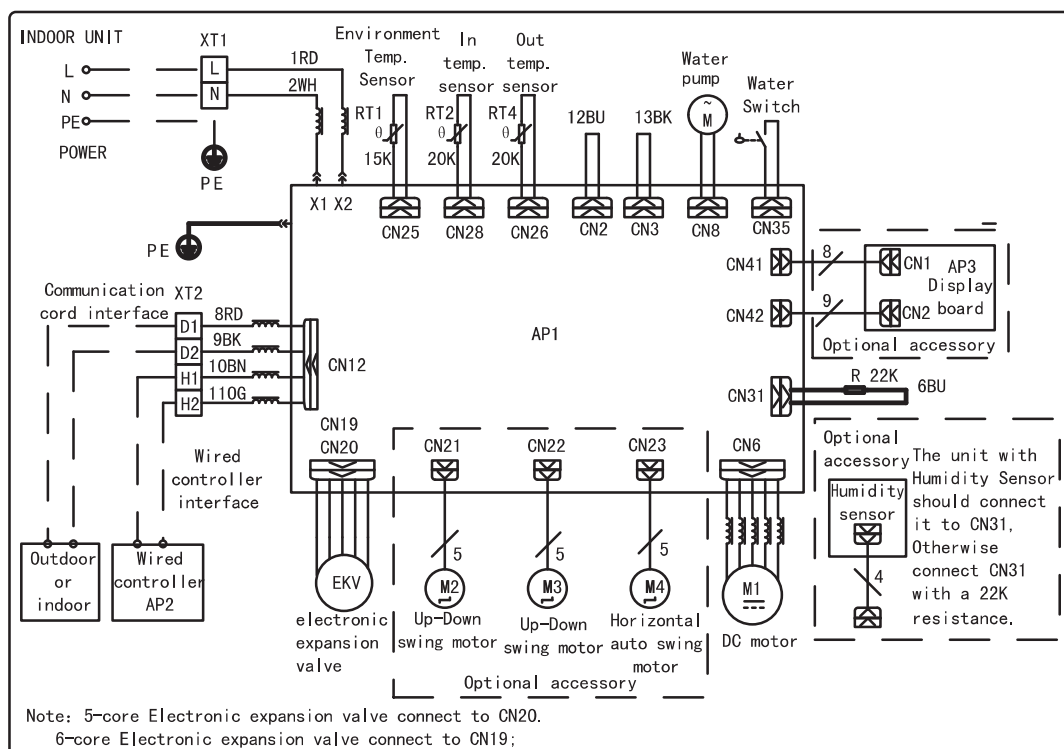 INDOOR UNIT
XT1
L
N
PE
POWER
L
N
1RD
2WH
PE
Environment
Temp.
Sensor
RT1
θ
15K
In
temp.
sensor
RT2
θ
20K
Out
temp.
sensor
RT4
θ
20K
12BU
13BK
Water
pump
~
M
Water
Switch
X1 X2
CN25
CN28
CN26
CN2
CN3
CN8
CN35
PE
CN41
8
CN1
AP3
Display
board
CN42
9
CN2
Optional accessory
Communication
cord interface
XT2
D1
D2
H1
H2
8RD
9BK
10BN
11OG
CN12
AP1
CN31
R 22K
6BU
CN19
CN20
CN21
CN22
CN23
CN6
Wired
controller
interface
Outdoor
or
indoor
Wired
controller
AP2
EKV
electronic
expansion
valve
5
M2
Up-Down
swing motor
5
M3
Up-Down
swing motor
5
M4
Horizontal
auto swing
motor
Optional accessory
M1
DC motor
Optional
accessory
Humidity
sensor
4
The unit with
Humidity Sensor
should connect
it to CN31,
Otherwise
connect CN31
with a 22K
resistance.
Note: 5-core Electronic expansion valve connect to CN20.
6-core Electronic expansion valve connect to CN19;